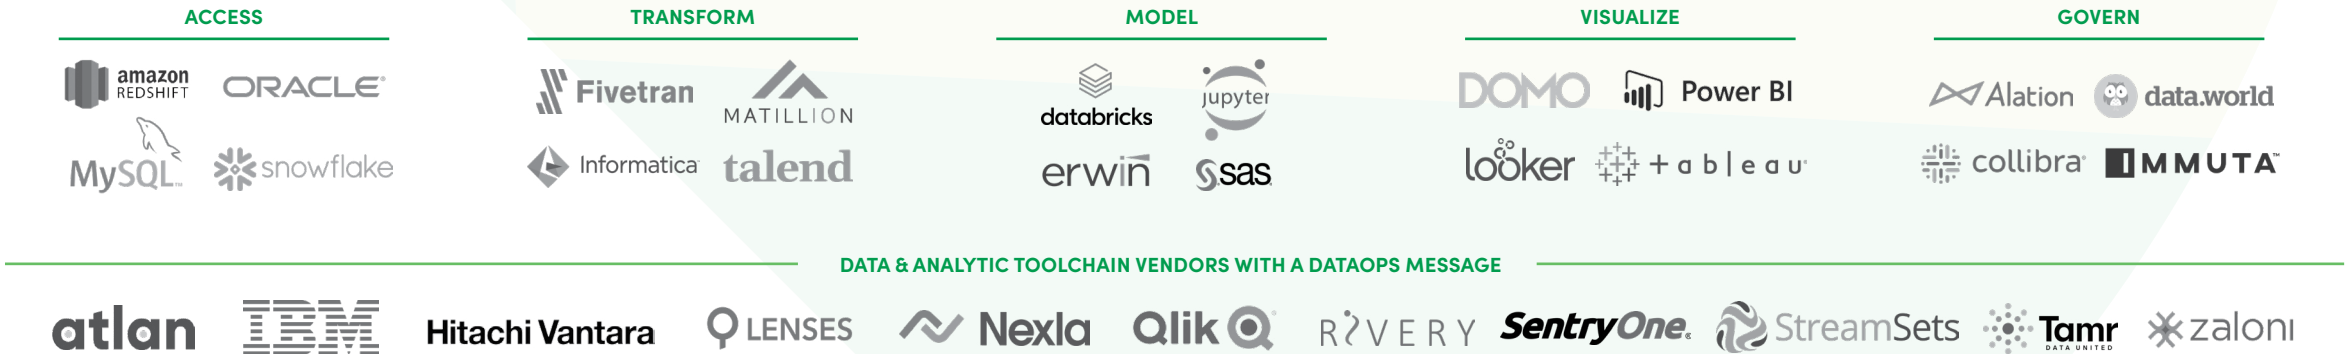 ACCESS
TRANSFORM
MODEL
VISUALIZE
GOVERN
amazon
REDSHIFT
ORACLE®
MySQL™
snowflake
Fivetran
MATILLION
Informatica
talend
databricks
jupyter
erwin
sas
DOMO
Power BI
looker
+ a b | e a u
Alation
data.world
collibra
IMMUTA™
DATA & ANALYTIC TOOLCHAIN VENDORS WITH A DATAOPS MESSAGE
atlan
IBM
Hitachi Vantara
LENSES
Nexla
Qlik
RIVERY
SentryOne
StreamSets
Tamr
DATA UNITED
zaloni